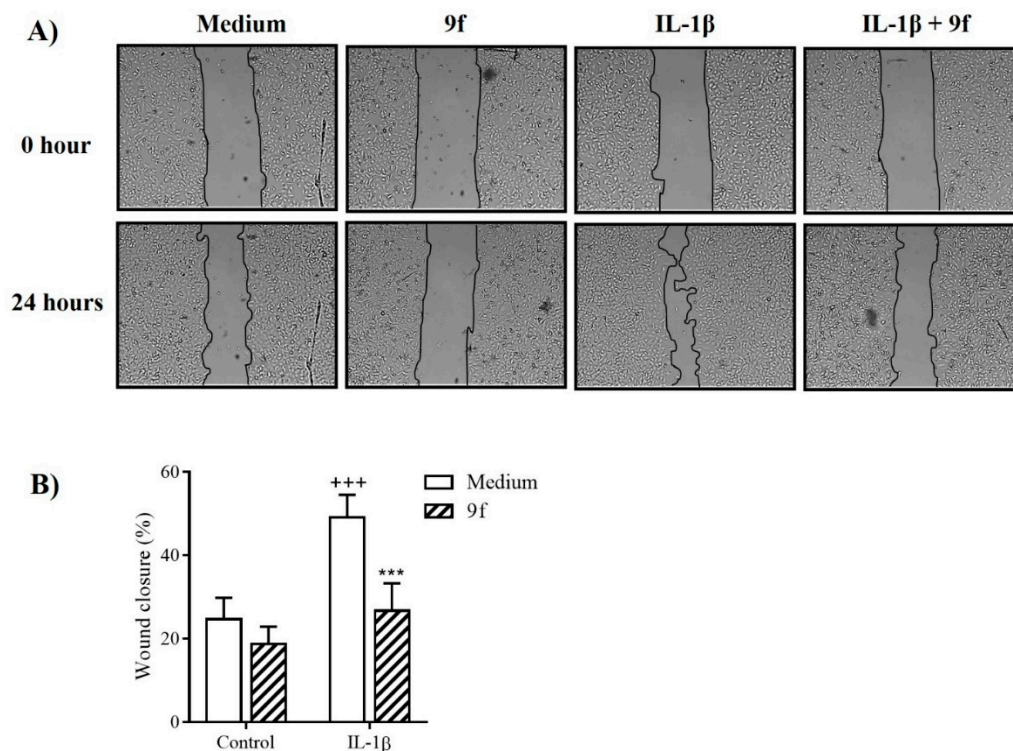 A)
Medium 9f IL-1β IL-1β + 9f
0 hour
24 hours
B)
60
40
20
0
Wound closure (%)
+++
***
Medium
9f
Control IL-1β